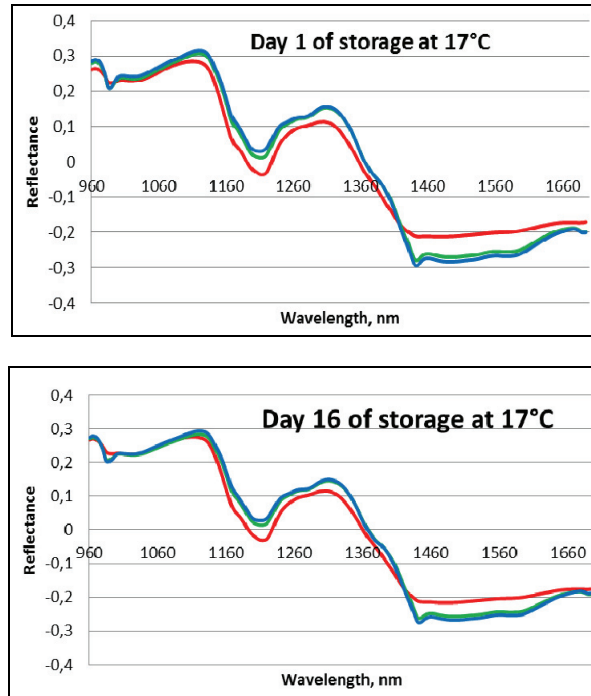 Day 1 of storage at 17°C
Reflectance
0,4
0,3
0,2
0,1
0
-0,1
-0,2
-0,3
-0,4
960 1060 1160 1260 1360 1460 1560 1660
Wavelength, nm
Day 16 of storage at 17°C
Reflectance
0,4
0,3
0,2
0,1
0
-0,1
-0,2
-0,3
-0,4
960 1060 1160 1260 1360 1460 1560 1660
Wavelength, nm